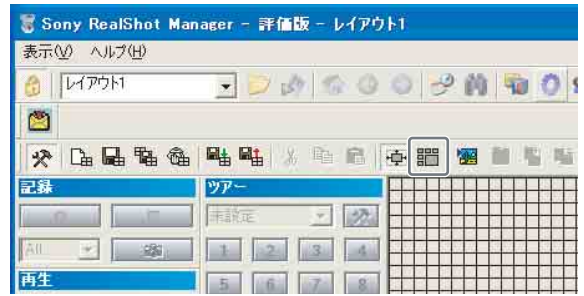 Sony RealShot Manager - 評価版 - レイアウト1
表示(V) ヘルプ(H)
レイアウト1
記録
ツアー
未設定
All
1 2 3 4
再生
5 6 7 8